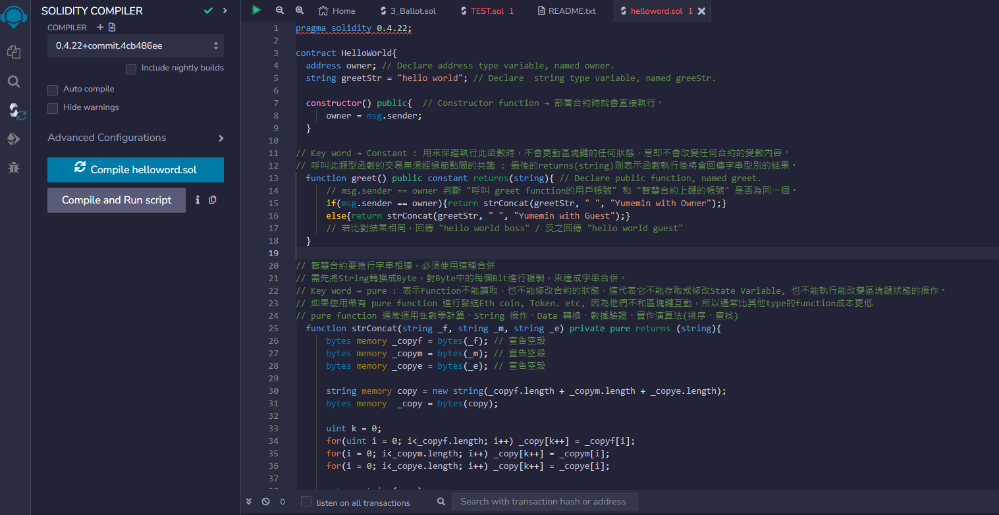 SOLIDITY COMPILER
COMPILER
0.4.22+commit.4cb486ee
Include nightly builds
Auto compile
Hide warnings
Advanced Configurations
Compile helloword.sol
Compile and Run script
Home
3_Ballot.sol
TEST.sol 1
README.txt
helloword.sol 1
1 pragma solidity 0.4.22;
2
3 contract HelloWorld{
4 address owner; // Declare address type variable, named owner.
5 string greetStr = "hello world"; // Declare  string type variable, named greeStr.
6
7 constructor() public{  // Constructor function → 部署合約時就會直接執行。
8 owner = msg.sender;
9 }
10
11 // Key word → Constant : 用來保證執行此函數時，不會更動區塊鏈的任何狀態，意即不會改變任何合約的變數內容。
12 // 呼叫此類型函數的交易無須經過節點間的共識 : 最後的returns(string)則表示函數執行後將會回傳字串型別的結果。
13 function greet() public constant returns(string){ // Declare public function, named greet.
14 // msg.sender == owner 判斷 "呼叫 greet function的用戶帳號" 和 "智慧合約上鏈的帳號" 是否為同一個。
15 if(msg.sender == owner){return strConcat(greetStr, " ", "Yumemin with Owner");}
16 else{return strConcat(greetStr, " ", "Yumemin with Guest");}
17 // 若比對結果相同，回傳 "hello world boss" / 反之回傳 "hello world guest"
18 }
19
20 // 智慧合約要進行字串相連，必須使用這種合併
21 // 需先將String轉換成Byte，對Byte中的每個Bit進行複製，來達成字串合併。
22 // Key word → pure : 表示Function不能讀取，也不能修改合約的狀態，這代表它不能存取或修改State Variable, 也不能執行能改變區塊鏈狀態的操作。
23 // 如果使用帶有 pure function 進行發送Eth coin, Token. etc, 因為他們不和區塊鏈互動，所以通常比其他type的function成本更低
24 // pure function 通常運用在數學計算、String 操作、Data 轉換、數據驗證、實作演算法(排序、查找)
25 function strConcat(string _f, string _m, string _e) private pure returns (string){
26 bytes memory _copyf = bytes(_f); // 宣告空殼
27 bytes memory _copym = bytes(_m); // 宣告空殼
28 bytes memory _copye = bytes(_e); // 宣告空殼
29
30 string memory copy = new string(_copyf.length + _copym.length + _copye.length);
31 bytes memory  _copy = bytes(copy);
32
33 uint k = 0;
34 for(uint i = 0; i<_copyf.length; i++) _copy[k++] = _copyf[i];
35 for(i = 0; i<_copym.length; i++) _copy[k++] = _copym[i];
36 for(i = 0; i<_copye.length; i++) _copy[k++] = _copye[i];
37
0
listen on all transactions
Search with transaction hash or address